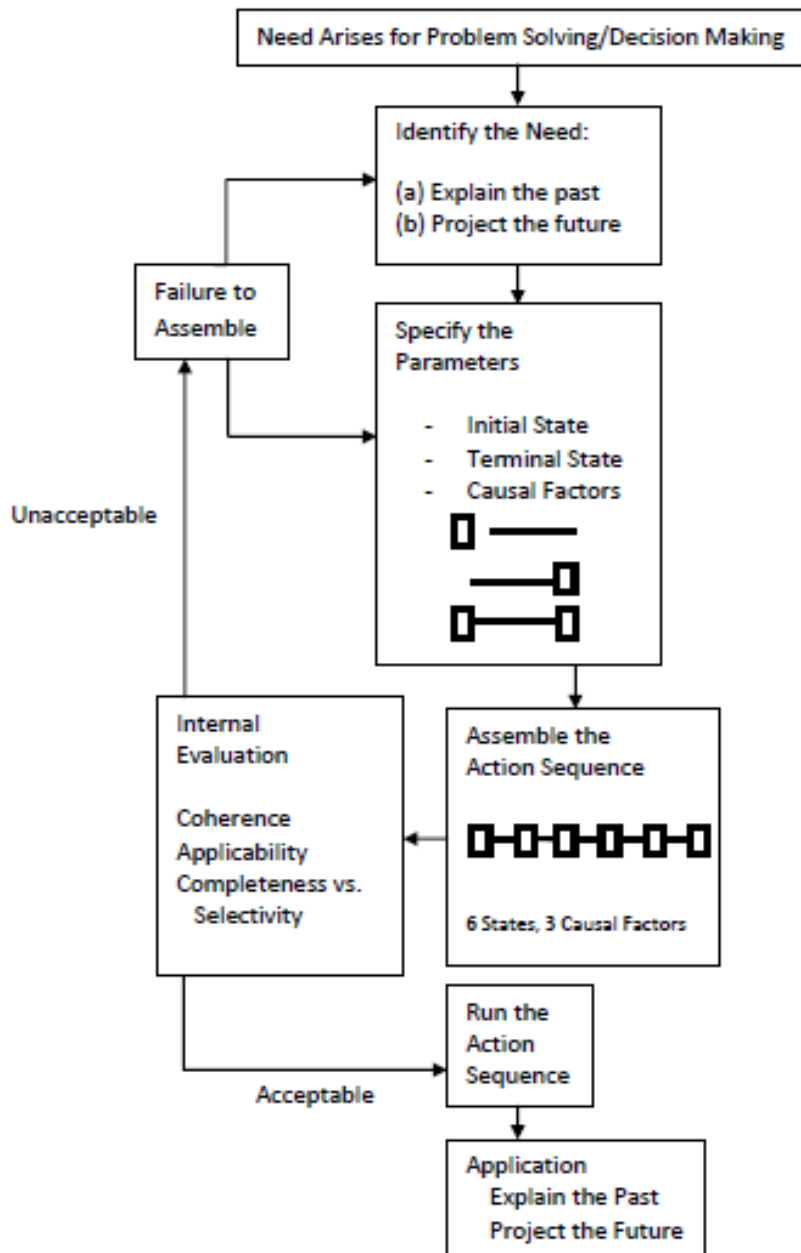 Need Arises for Problem Solving/Decision Making
Identify the Need:
(a) Explain the past
(b) Project the future
Failure to
Assemble
Specify the
Parameters
- Initial State
- Terminal State
- Causal Factors
Unacceptable
Internal
Evaluation
Coherence
Applicability
Completeness vs.
Selectivity
Assemble the
Action Sequence
6 States, 3 Causal Factors
Run the
Action
Sequence
Acceptable
Application
Explain the Past
Project the Future